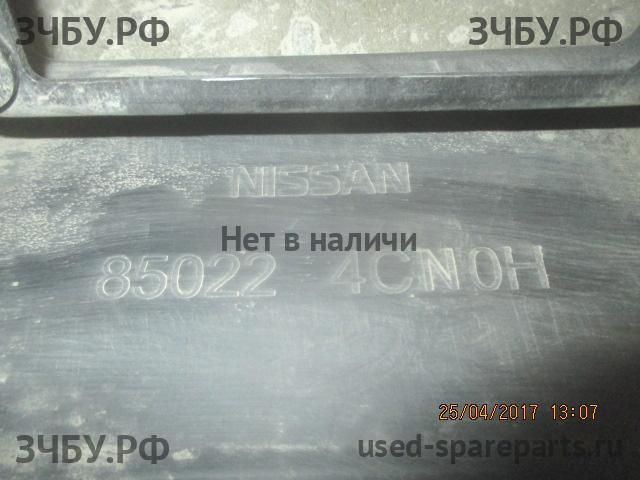 ЗЧБУ.РФ ЗЧБУ.РФ
NISSAN
Нет в наличи
85022 4CN0H
25/04/2017 13:07
ЗЧБУ.РФ used-spareparts.ru